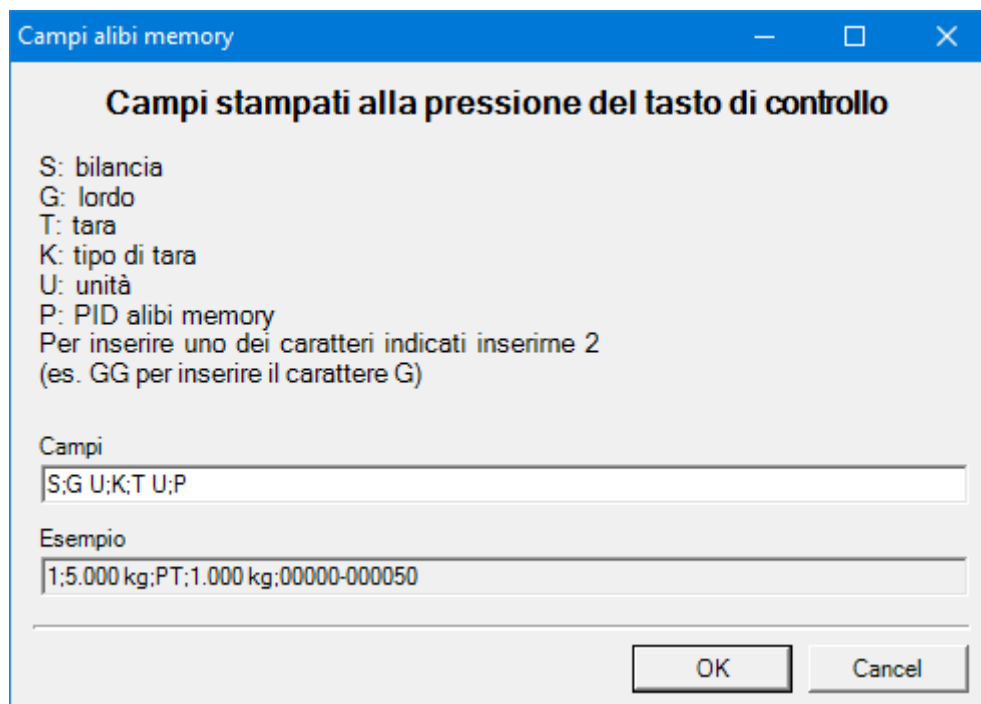 Campi alibi memory
Campi stampati alla pressione del tasto di controllo
S: bilancia
G: lordo
T: tara
K: tipo di tara
U: unità
P: PID alibi memory
Per inserire uno dei caratteri indicati inserirne 2
(es. GG per inserire il carattere G)
Campi
S;G U;K;T U;P
Esempio
1;5.000 kg;PT;1.000 kg;00000-000050
OK
Cancel